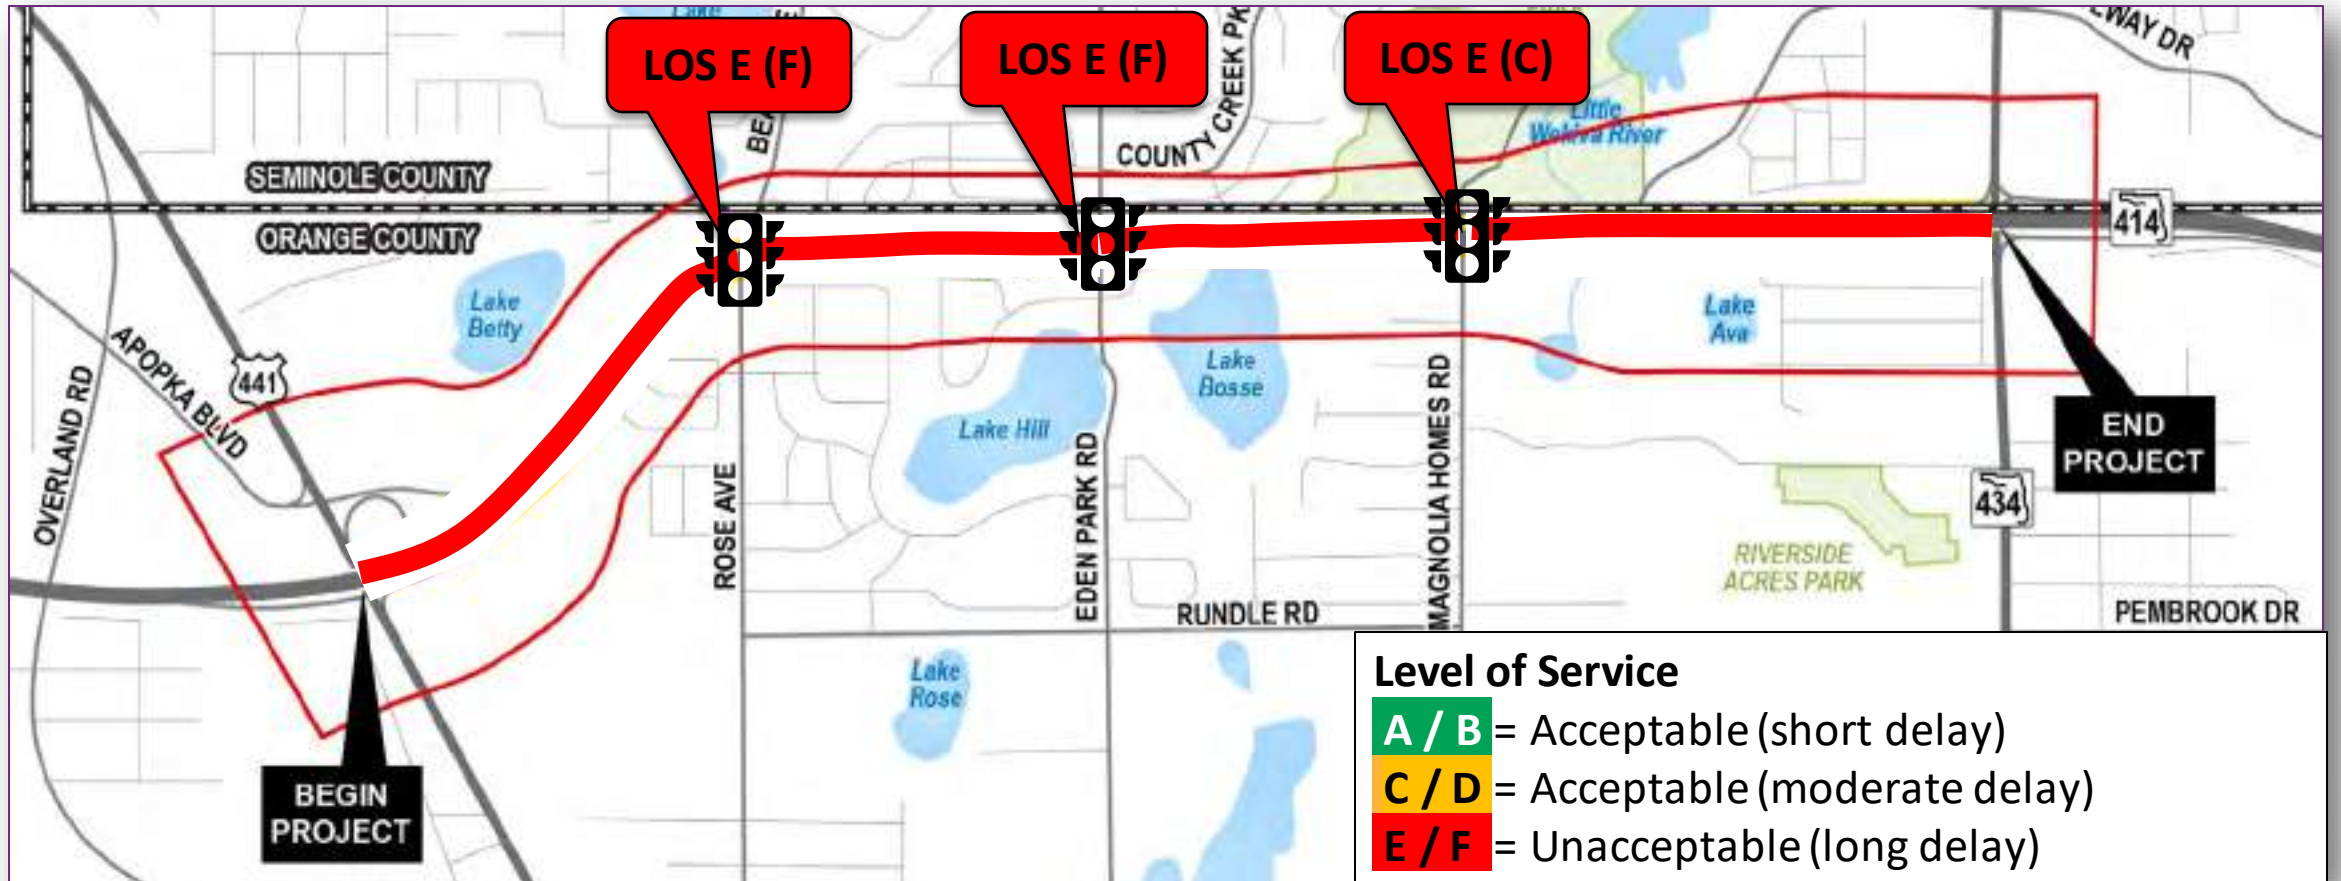 Lake
LOS E (F)
LOS E (F)
LOS E (C)
COUNTY CREEK PK
Little
Wekiva River
SEMINOLE COUNTY
ORANGE COUNTY
414
Lake
Betty
Lake
Ava
APOPKA BLVD
441
OVERLAND RD
Lake
Bosse
Lake Hill
ROSE AVE
EDEN PARK RD
MAGNOLIA HOMES RD
END
PROJECT
434
RIVERSIDE
ACRES PARK
RUNDLE RD
PEMBROOK DR
Lake
Rose
BEGIN
PROJECT
Level of Service
A / B = Acceptable (short delay)
C / D = Acceptable (moderate delay)
E / F = Unacceptable (long delay)